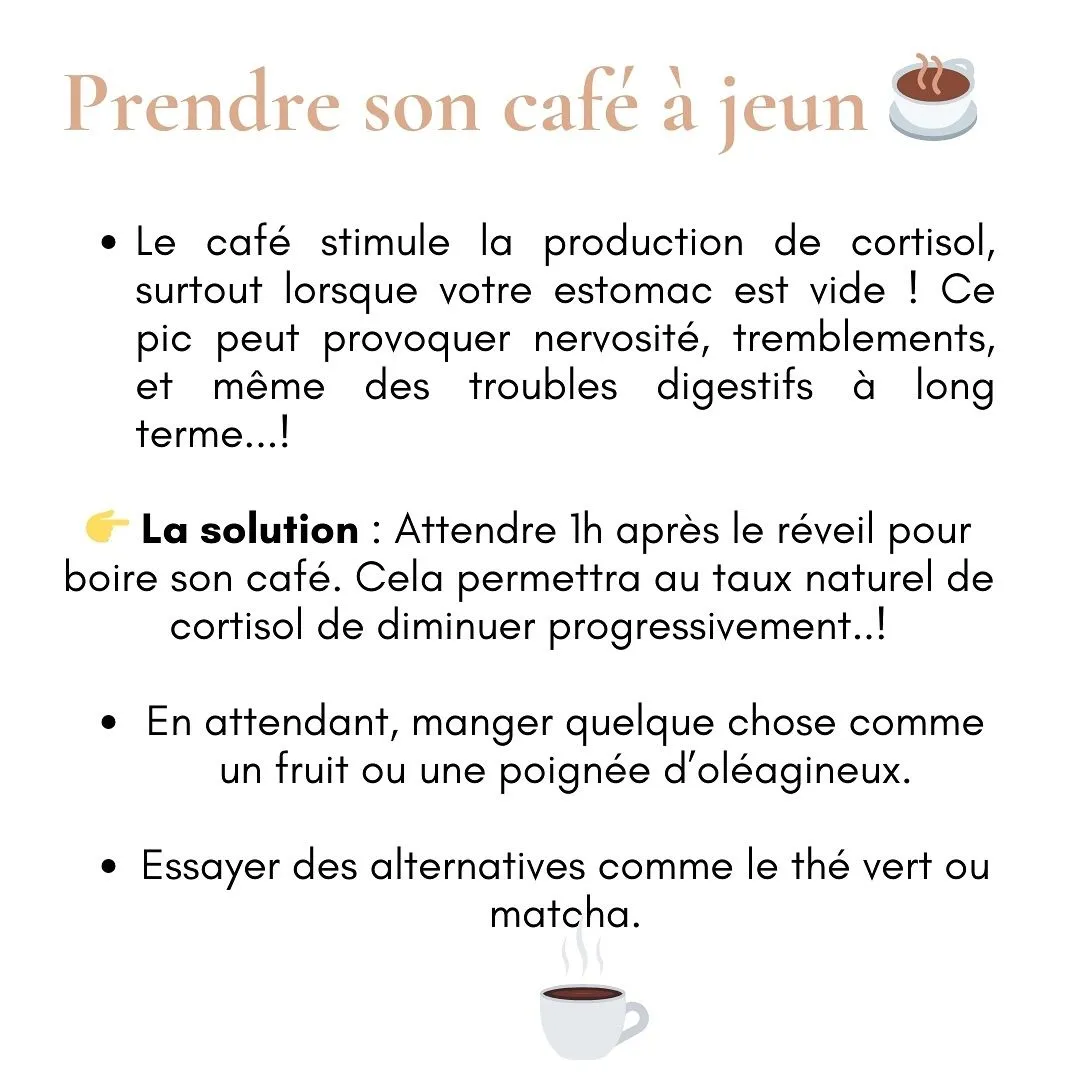 Prendre son café à jeun
• Le café stimule la production de cortisol,
surtout lorsque votre estomac est vide ! Ce
pic peut provoquer nervosité, tremblements,
et même des troubles digestifs à long
terme...!
👉 La solution : Attendre 1h après le réveil pour
boire son café. Cela permettra au taux naturel de
cortisol de diminuer progressivement..!
• En attendant, manger quelque chose comme
un fruit ou une poignée d’oléagineux.
• Essayer des alternatives comme le thé vert ou
matcha.